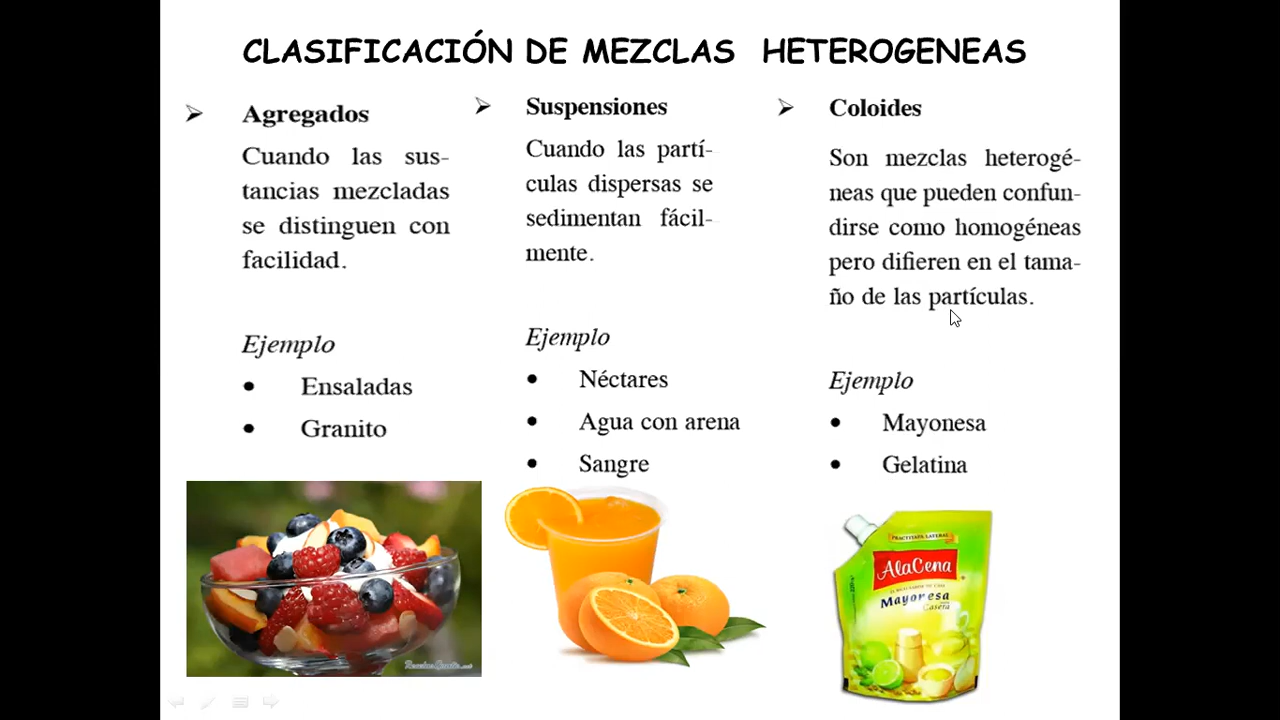 CLASIFICACIÓN DE MEZCLAS HETEROGENEAS
Agregados
Cuando las sus-
tancias mezcladas
se distinguen con
facilidad.
Ejemplo
• Ensaladas
• Granito
Suspensiones
Cuando las partí-
culas dispersas se
sedimentan fácil-
mente.
Ejemplo
• Néctares
• Agua con arena
• Sangre
Coloides
Son mezclas heterogé-
neas que pueden confun-
dirse como homogéneas
pero difieren en el tama-
ño de las partículas.
Ejemplo
• Mayonesa
• Gelatina
PRACTITAPA LATERAL
AlaCena
Mayonesa
Casera